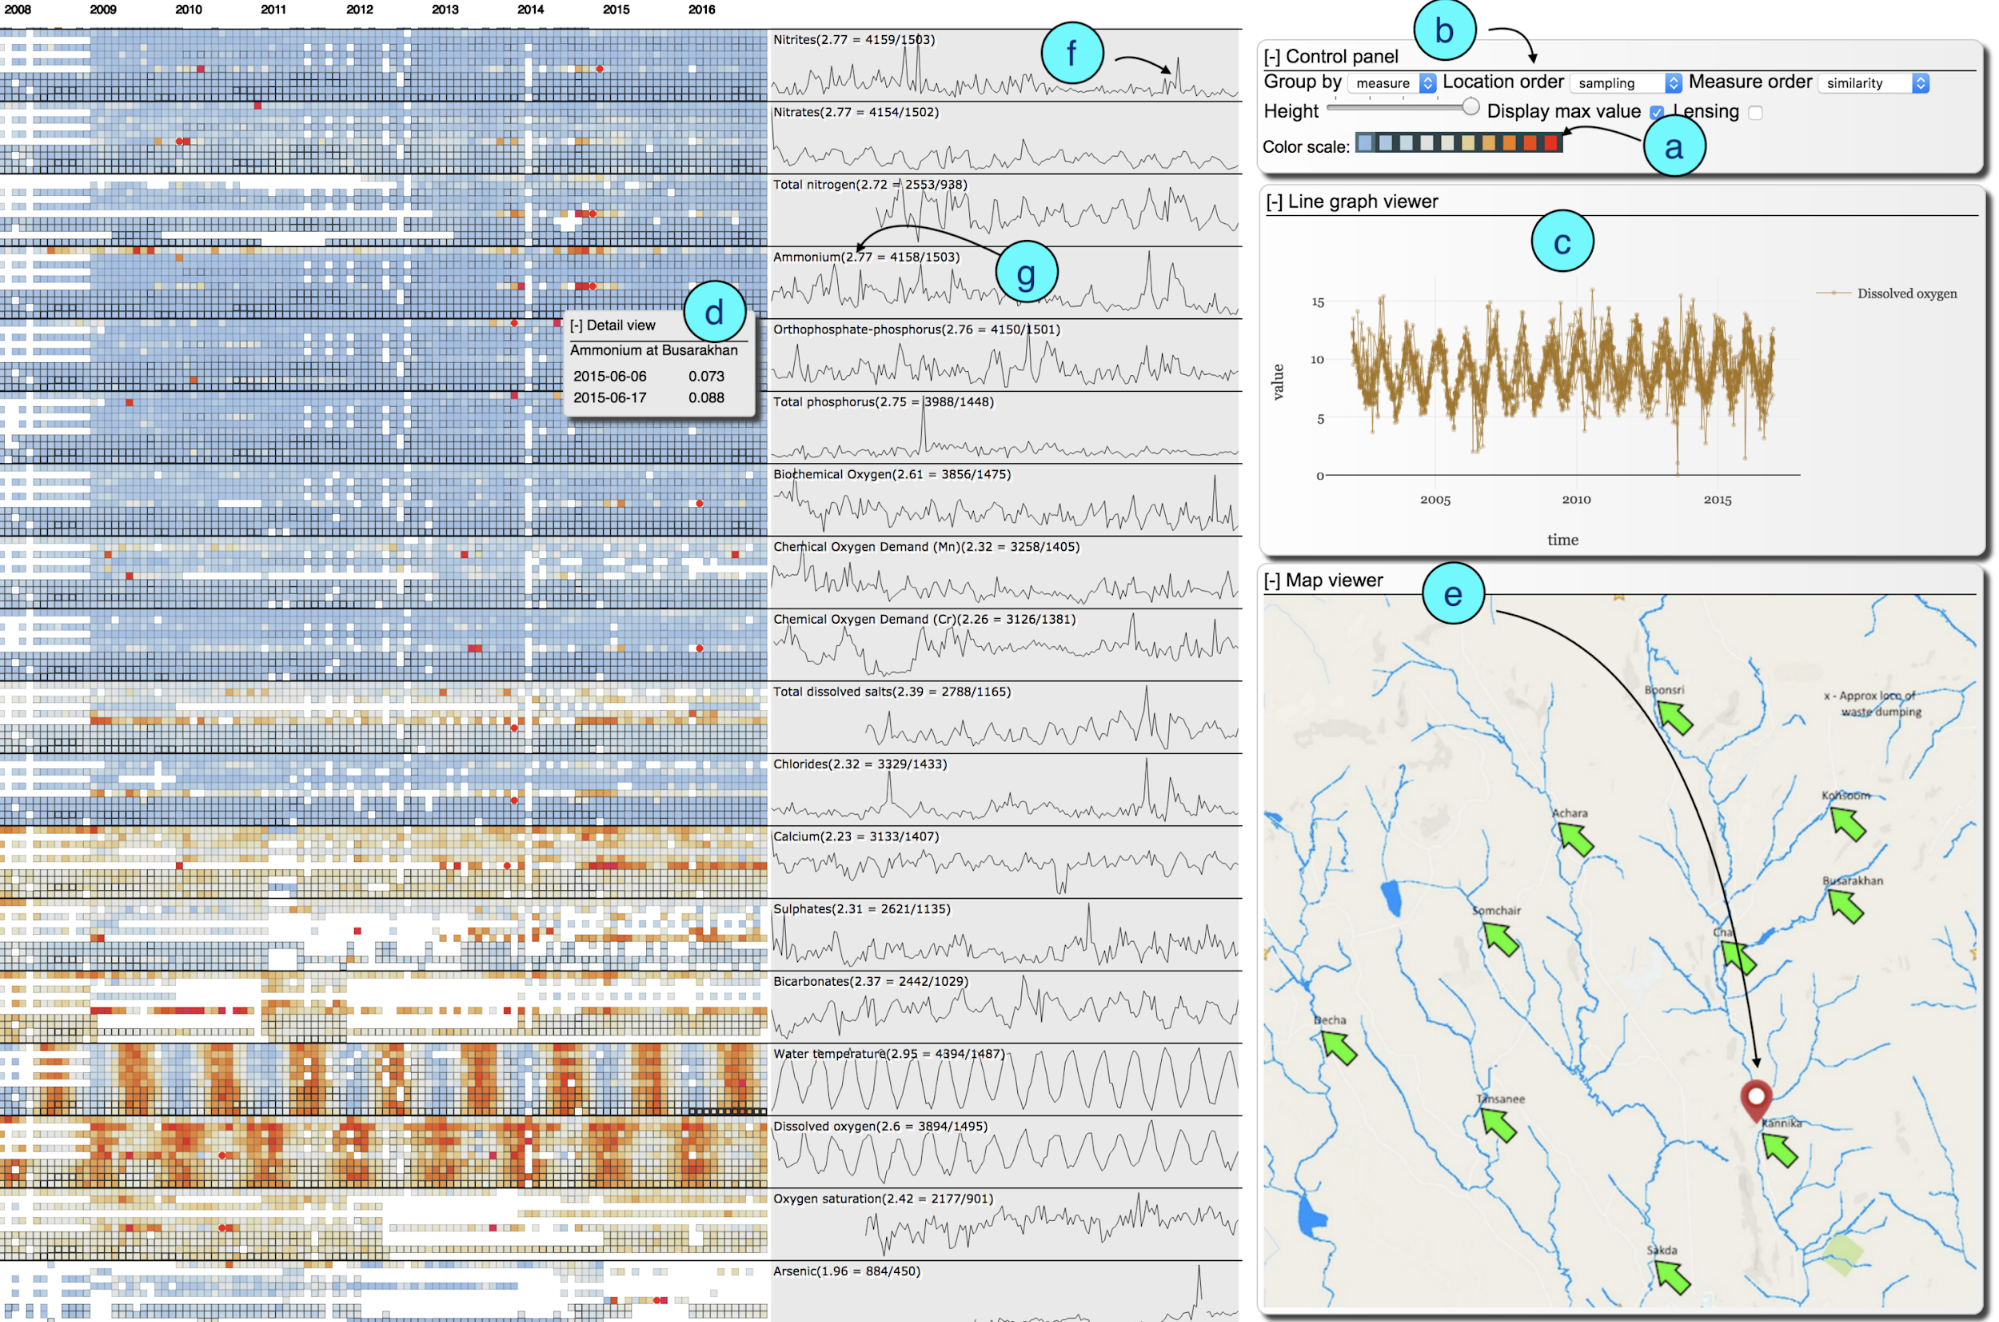 2008 2009 2010 2011 2012 2013 2014 2015 2016
Nitrites(2.77 = 4159/1503)
Nitrates(2.77 = 4154/1502)
Total nitrogen(2.72 = 2553/938)
Ammonium(2.77 = 4158/1503)
Orthophosphate-phosphorus(2.76 = 4150/1501)
Total phosphorus(2.75 = 3988/1448)
Biochemical Oxygen(2.61 = 3856/1475)
Chemical Oxygen Demand (Mn)(2.32 = 3258/1405)
Chemical Oxygen Demand (Cr)(2.26 = 3126/1381)
Total dissolved salts(2.39 = 2788/1165)
Chlorides(2.32 = 3329/1433)
Calcium(2.23 = 3133/1407)
Sulphates(2.31 = 2621/1135)
Bicarbonates(2.37 = 2442/1029)
Water temperature(2.95 = 4394/1487)
Dissolved oxygen(2.6 = 3894/1495)
Oxygen saturation(2.42 = 2177/901)
Arsenic(1.96 = 884/450)
f
g
d
[-] Detail view
Ammonium at Busarakhan
2015-06-06 0.073
2015-06-17 0.088
b
[-] Control panel
Group by measure Location order sampling Measure order similarity
Height Display max value Lensing
Color scale:
a
[-] Line graph viewer
c
Dissolved oxygen
15
10
5
0
value
2005 2010 2015
time
[-] Map viewer
e
Boonsri
x - Approx loco of
waste dumping
Kohsoom
Achara
Busarakhan
Somchair
Chai
Decha
Tansanee
Kannika
Sakda